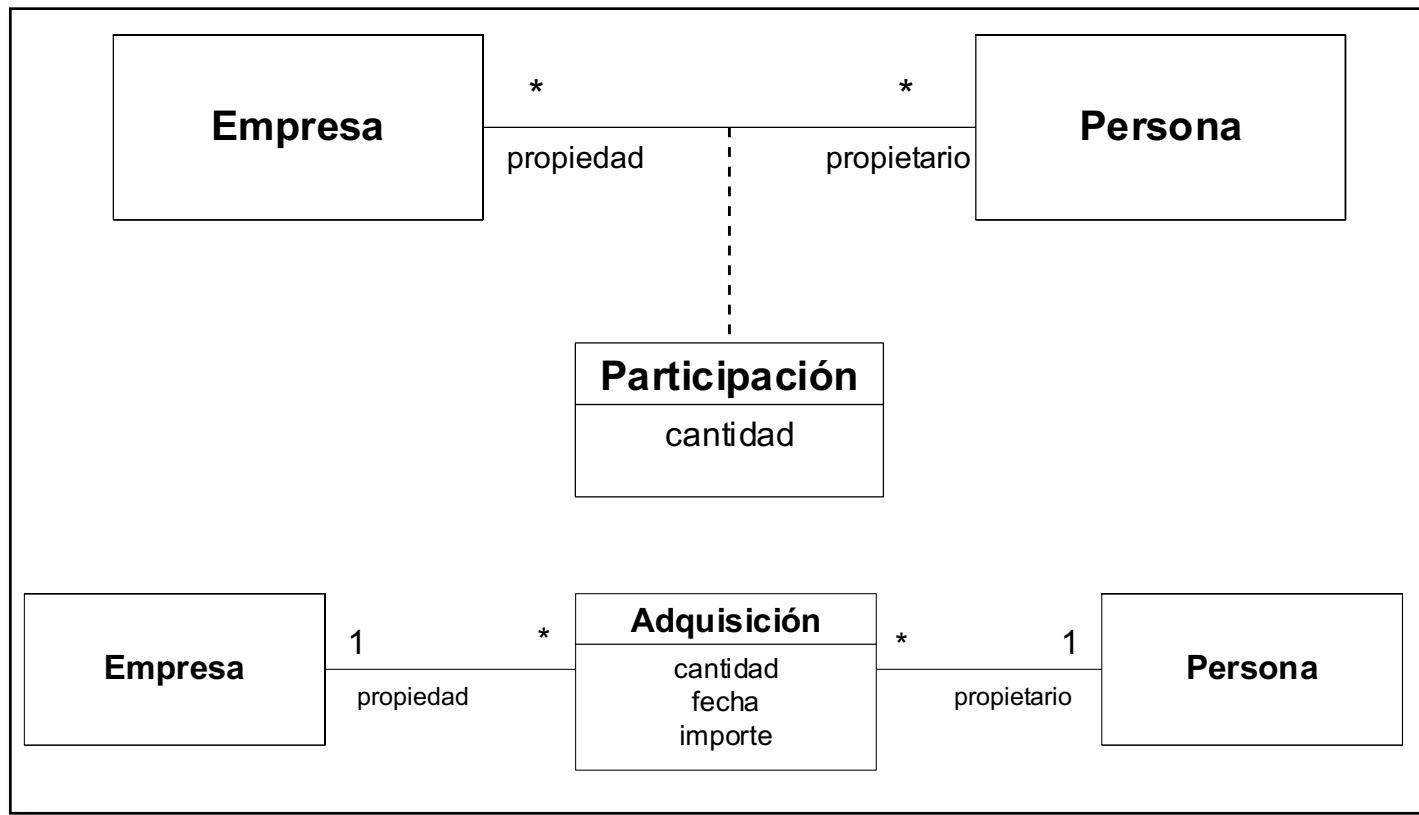 * *
Empresa Persona
propiedad propietario
Participación
cantidad
Adquisición
1 * * 1
Empresa cantidad Persona
propiedad fecha propietario
importe